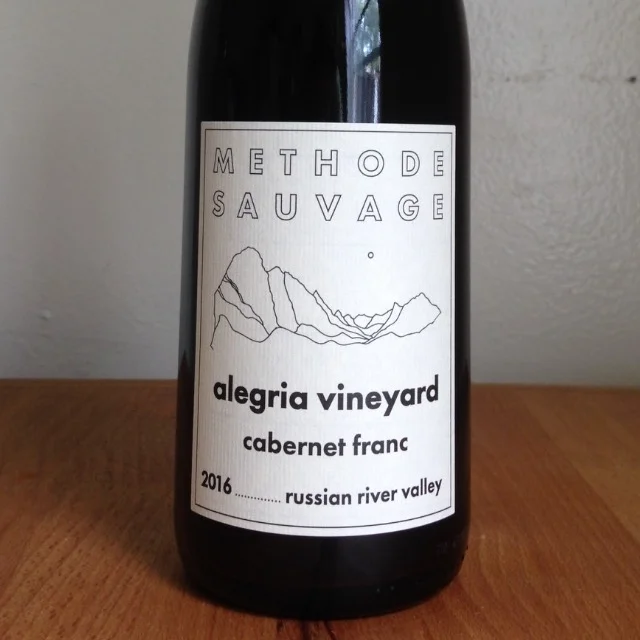 METHODE
SAUVAGE
alegria vineyard
cabernet franc
2016 ............. russian river valley